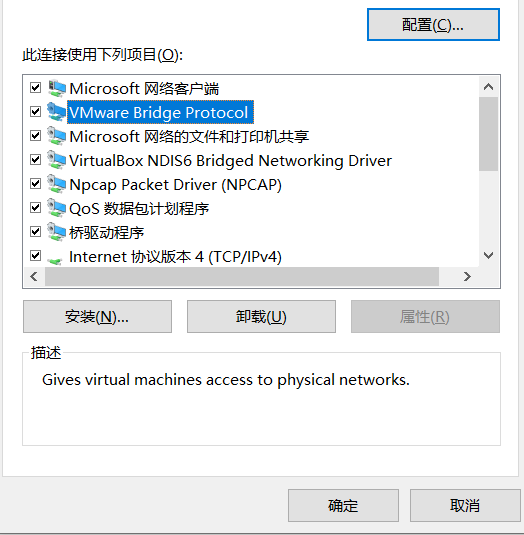 配置(C)...
此连接使用下列项目(O):
Microsoft 网络客户端
VMware Bridge Protocol
Microsoft 网络的文件和打印机共享
VirtualBox NDIS6 Bridged Networking Driver
Npcap Packet Driver (NPCAP)
QoS 数据包计划程序
桥驱动程序
Internet 协议版本 4 (TCP/IPv4)
安装(N)... 卸载(U) 属性(R)
描述
Gives virtual machines access to physical networks.
确定 取消